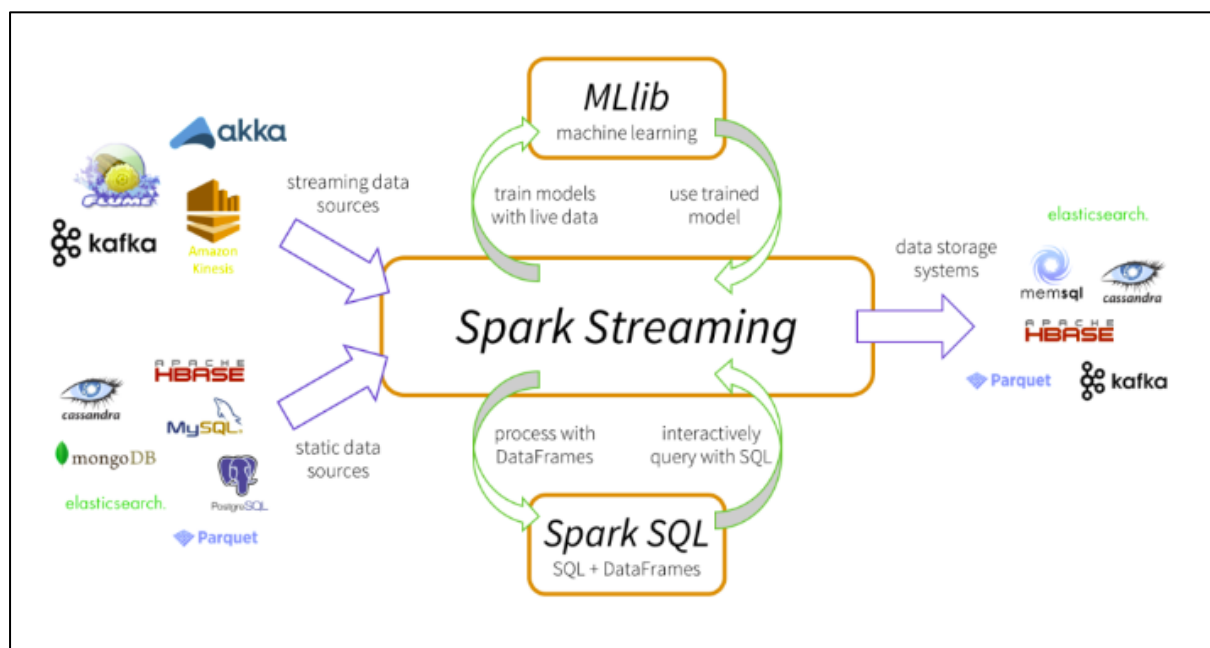 MLlib
machine learning
akka
flume
streaming data
sources
train models
with live data
use trained
model
kafka
Amazon
Kinesis
elasticsearch.
data storage
systems
memsql
cassandra
APACHE
HBASE
Parquet
kafka
Spark Streaming
APACHE
HBASE
cassandra
MySQL
mongoDB
static data
sources
elasticsearch.
PostgreSQL
Parquet
process with
DataFrames
interactively
query with SQL
Spark SQL
SQL + DataFrames